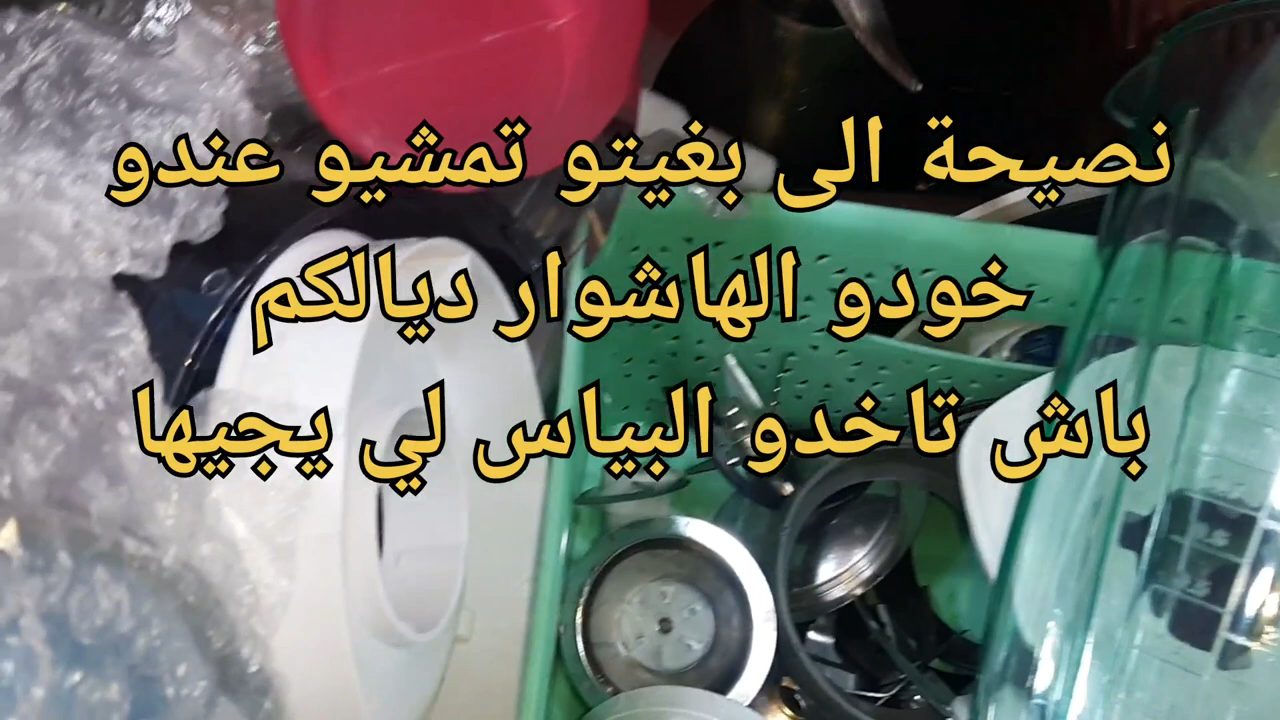 نصيحة الى بغيتو تمشيو عندو
خودو الهاشوار ديالكم
باش تاخدو البياس لي يجيها